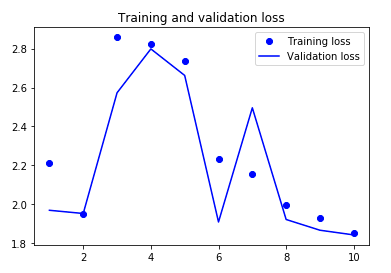 Training and validation loss
Training loss
Validation loss
2.8
2.6
2.4
2.2
2.0
1.8
2 4 6 8 10